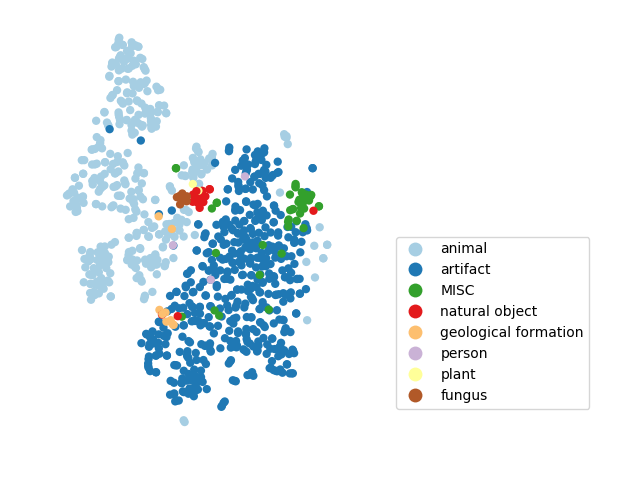 animal
artifact
MISC
natural object
geological formation
person
plant
fungus